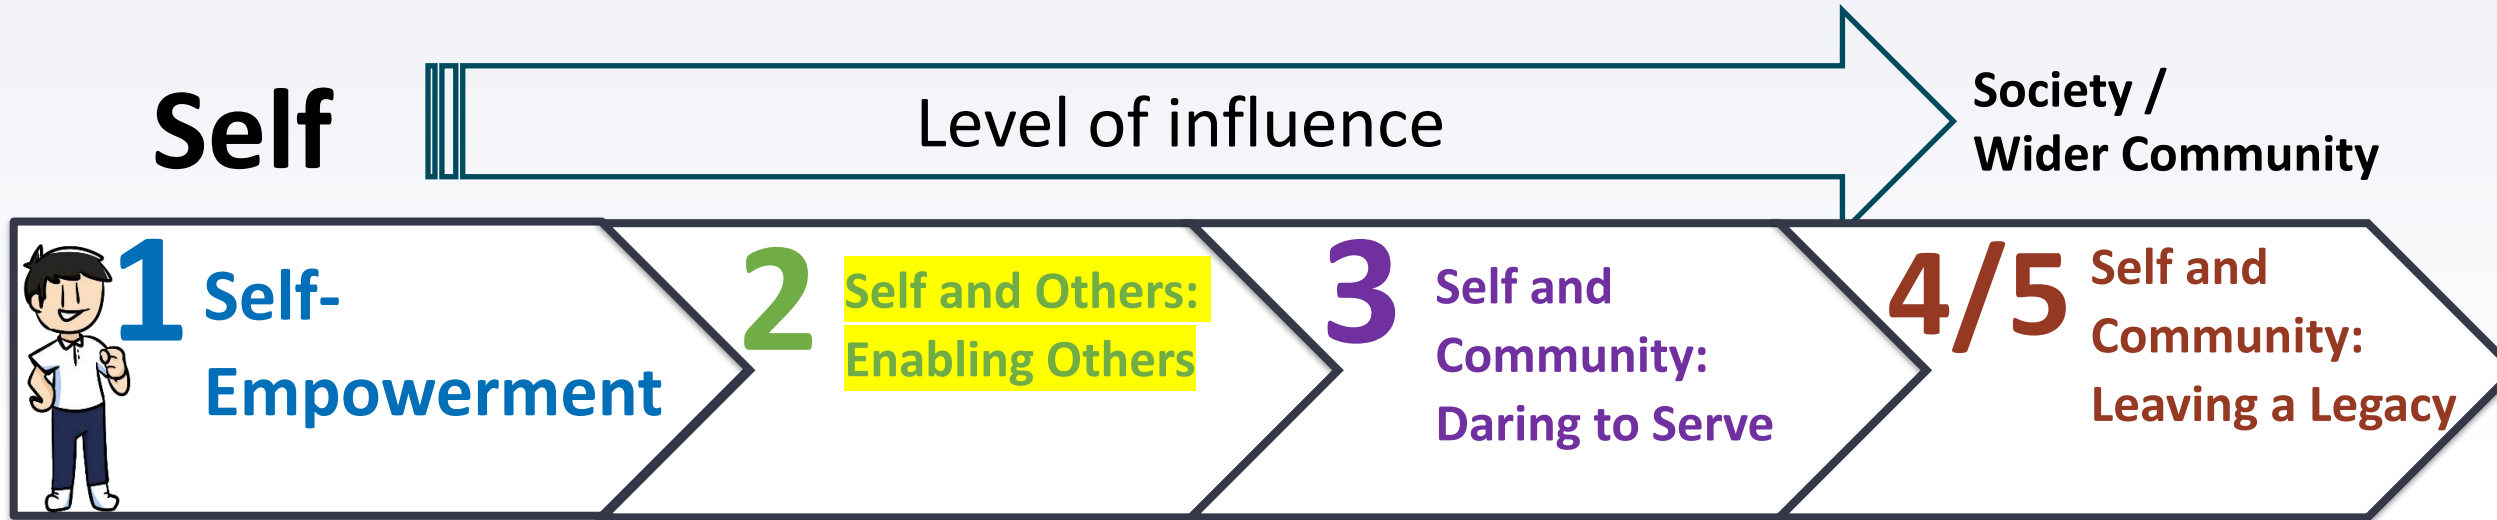 Self
Level of influence
Society /
Wider Community
1
Self-
Empowerment
2
Self and Others:
Enabling Others
3
Self and
Community:
Daring to Serve
4/5
Self and
Community:
Leaving a Legacy